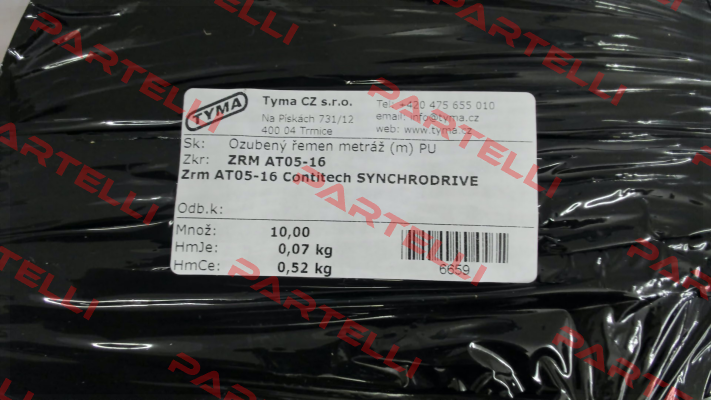 PARTELLI
PARTELLI
PARTELLI
TYMA
Tyma CZ s.r.o.
Na Pískách 731/12
400 04 Trmice
Tel: +420 475 655 010
email: info@tyma.cz
web: www.tyma.cz
Sk: Ozubený řemen metráž (m) PU
Zkr: ZRM AT05-16
Zrm AT05-16 Contitech SYNCHRODRIVE
Odb.k:
Množ: 10,00
HmJe: 0,07 kg
HmCe: 0,52 kg
6659
PARTELLI
PARTELLI
PARTELLI